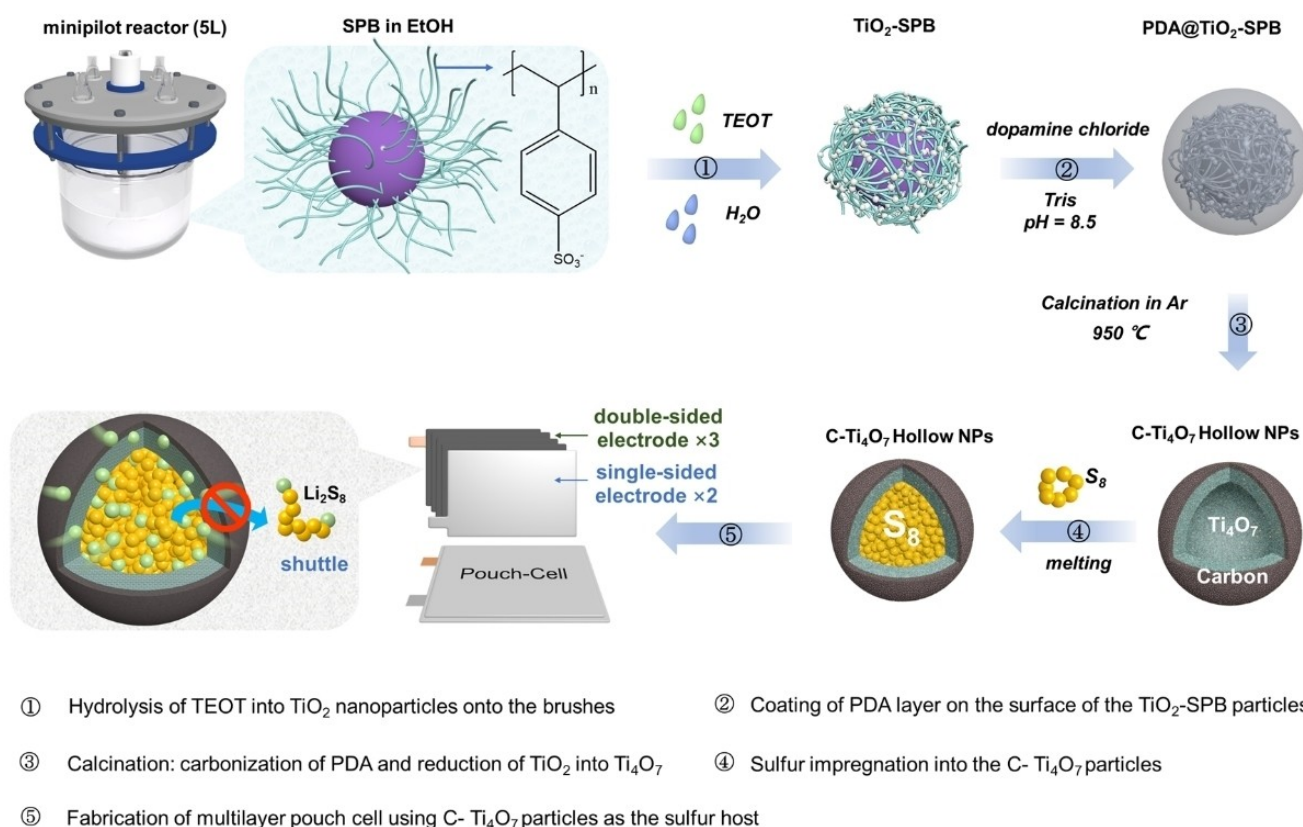 minipilot reactor (5L)
SPB in EtOH
n
SO₃⁻
TEOT
①
H₂O
TiO₂-SPB
dopamine chloride
②
Tris
pH = 8.5
PDA@TiO₂-SPB
Calcination in Ar
950 ℃
③
C-Ti₄O₇ Hollow NPs
Ti₄O₇
Carbon
S₈
④
melting
C-Ti₄O₇ Hollow NPs
S₈
⑤
double-sided
electrode ×3
single-sided
electrode ×2
Pouch-Cell
Li₂S₈
shuttle
① Hydrolysis of TEOT into TiO₂ nanoparticles onto the brushes
② Coating of PDA layer on the surface of the TiO₂-SPB particles
③ Calcination: carbonization of PDA and reduction of TiO₂ into Ti₄O₇
④ Sulfur impregnation into the C- Ti₄O₇ particles
⑤ Fabrication of multilayer pouch cell using C- Ti₄O₇ particles as the sulfur host